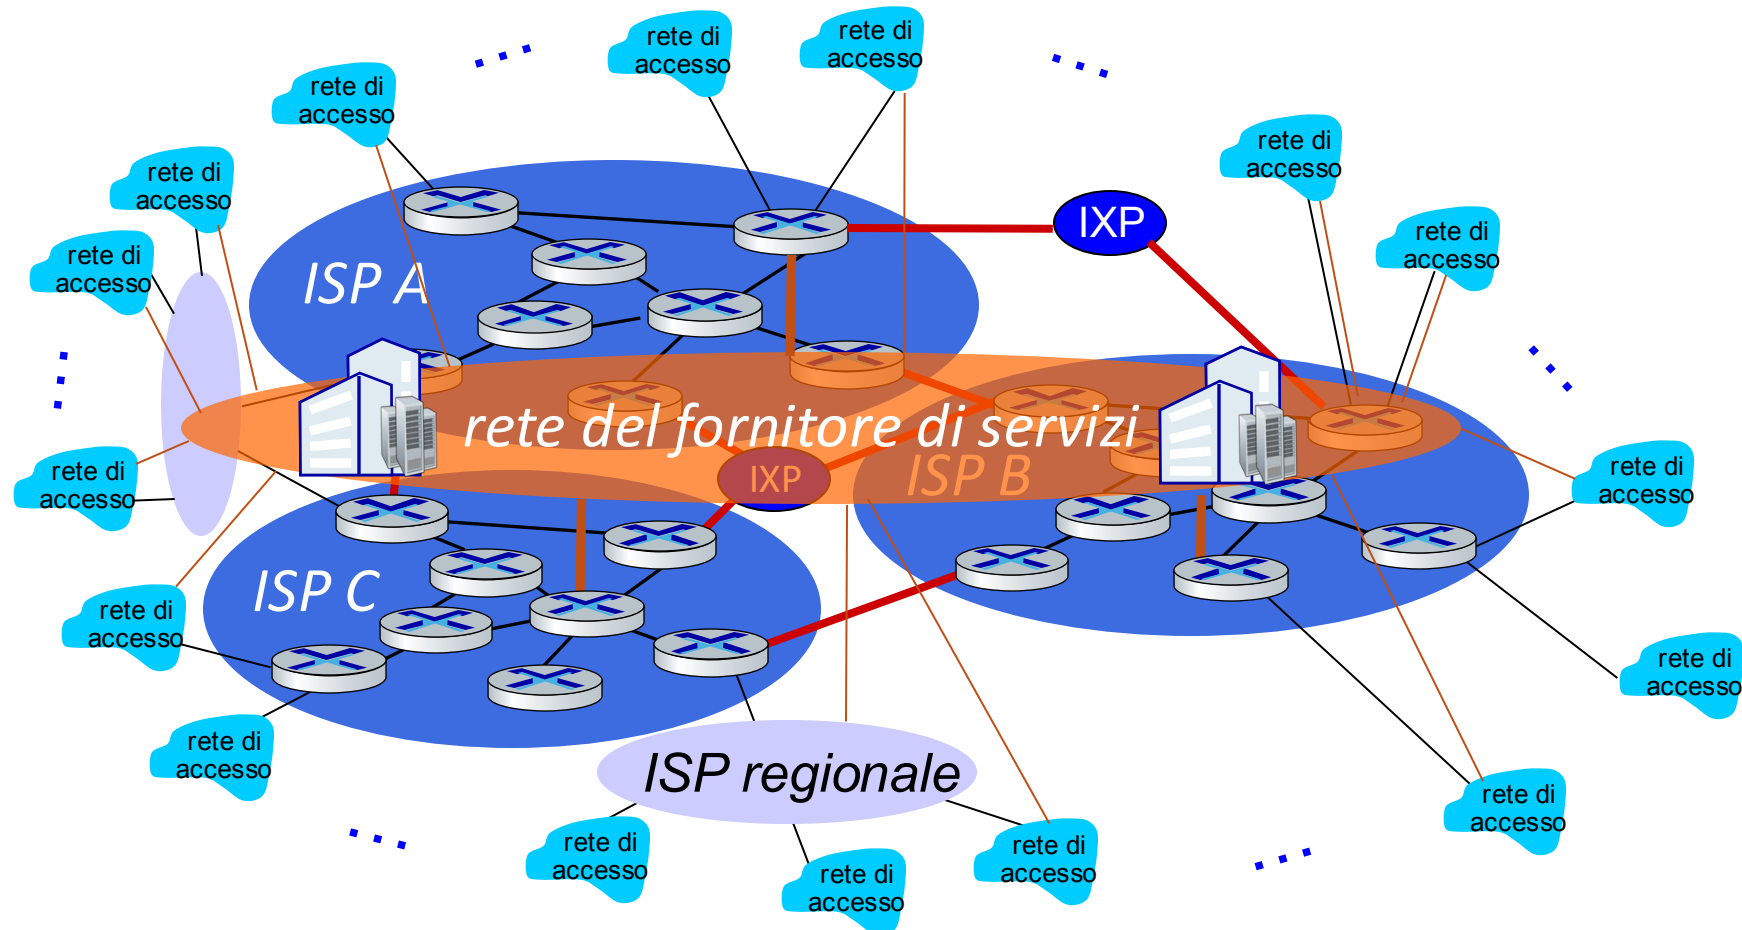 rete di
accesso
rete di
accesso
rete di
accesso
rete di
accesso
rete di
accesso
rete di
accesso
rete di
accesso
IXP
rete di
accesso
ISP A
rete del fornitore di servizi
IXP
ISP B
rete di
accesso
rete di
accesso
ISP C
rete di
accesso
rete di
accesso
rete di
accesso
ISP regionale
rete di
accesso
rete di
accesso
rete di
accesso
rete di
accesso